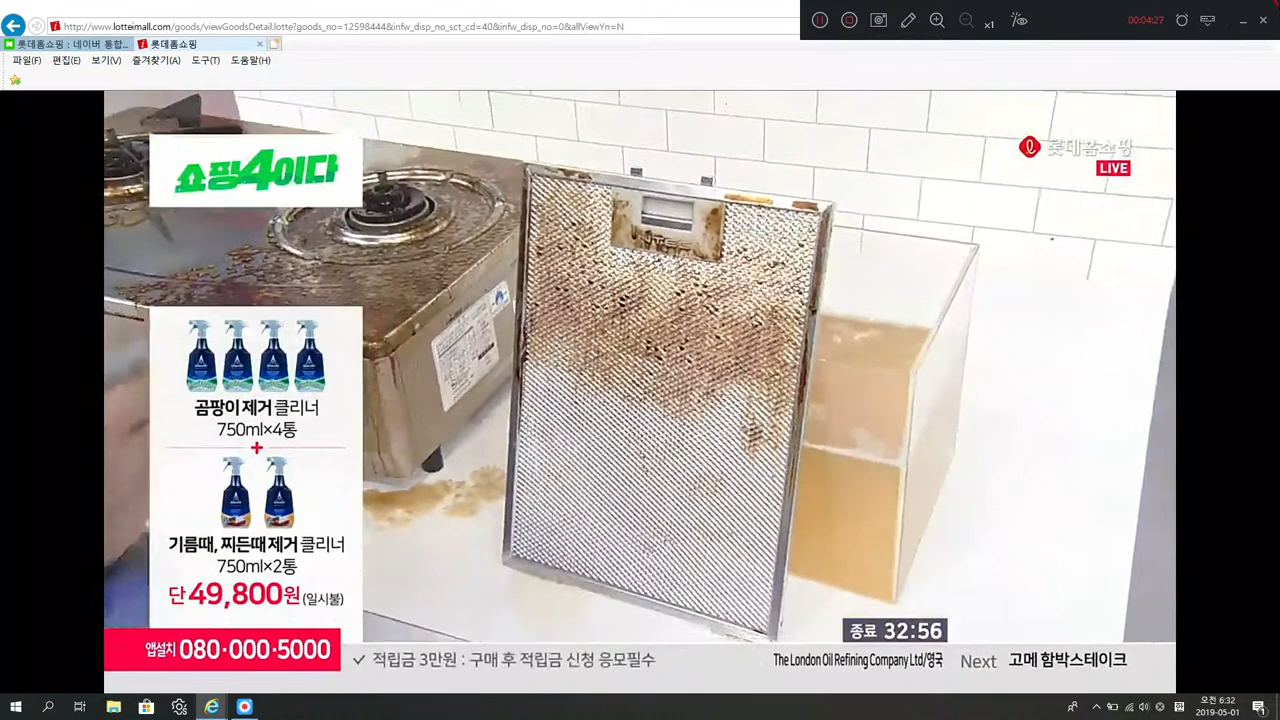 http://www.lotteimall.com/goods/viewGoodsDetail.lotte?goods_no=12598444&infw_disp_no_sct_cd=40&infw_disp_no=0&allViewYn=N
x1
00:04:27
롯데홈쇼핑 : 네이버 통합...
롯데홈쇼핑
파일(F) 편집(E) 보기(V) 즐겨찾기(A) 도구(T) 도움말(H)
쇼핑4이다
롯데홈쇼핑
LIVE
곰팡이 제거 클리너
750ml×4통
+
기름때, 찌든때 제거 클리너
750ml×2통
단 49,800원 (일시불)
종료 32:56
앱설치 080·000·5000
적립금 3만원 : 구매 후 적립금 신청 응모필수
The London Oil Refining Company Ltd/영국
Next 고메 함박스테이크
오전 6:32
2019-05-01